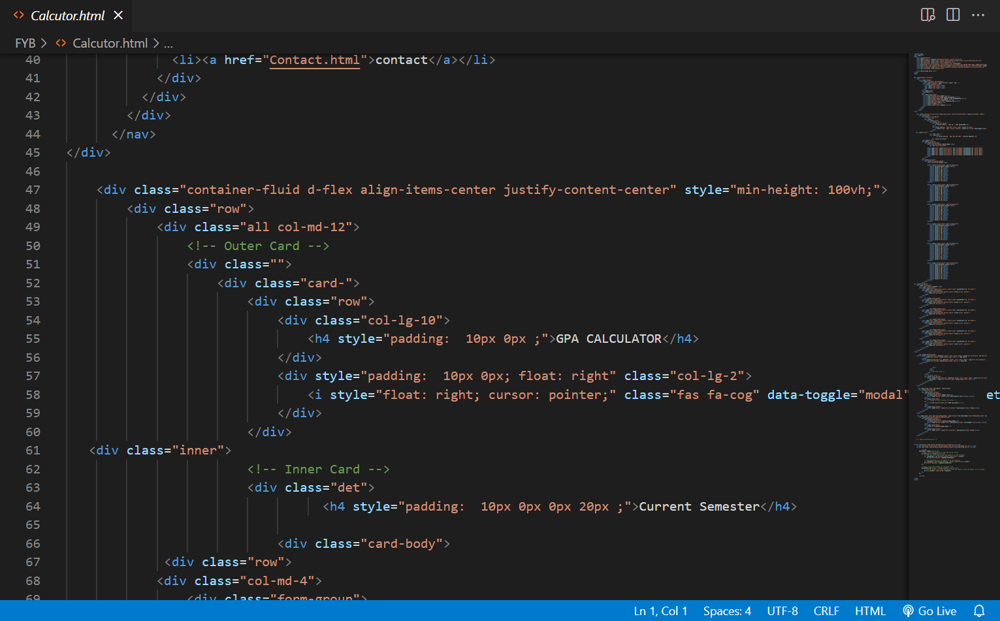 Calcutor.html
FYB > Calcutor.html > ...
40 <li><a href="Contact.html">contact</a></li>
41 </div>
42 </div>
43 </div>
44 </nav>
45 </div>
46
47 <div class="container-fluid d-flex align-items-center justify-content-center" style="min-height: 100vh;">
48 <div class="row">
49 <div class="all col-md-12">
50 <!-- Outer Card -->
51 <div class="">
52 <div class="card-">
53 <div class="row">
54 <div class="col-lg-10">
55 <h4 style="padding:  10px 0px ;">GPA CALCULATOR</h4>
56 </div>
57 <div style="padding:  10px 0px; float: right" class="col-lg-2">
58 <i style="float: right; cursor: pointer;" class="fas fa-cog" data-toggle="modal" et
59 </div>
60 </div>
61 <div class="inner">
62 <!-- Inner Card -->
63 <div class="det">
64 <h4 style="padding:  10px 0px 0px 20px ;">Current Semester</h4>
65
66 <div class="card-body">
67 <div class="row">
68 <div class="col-md-4">
69 <div class="form-group">
Ln 1, Col 1 Spaces: 4 UTF-8 CRLF HTML Go Live